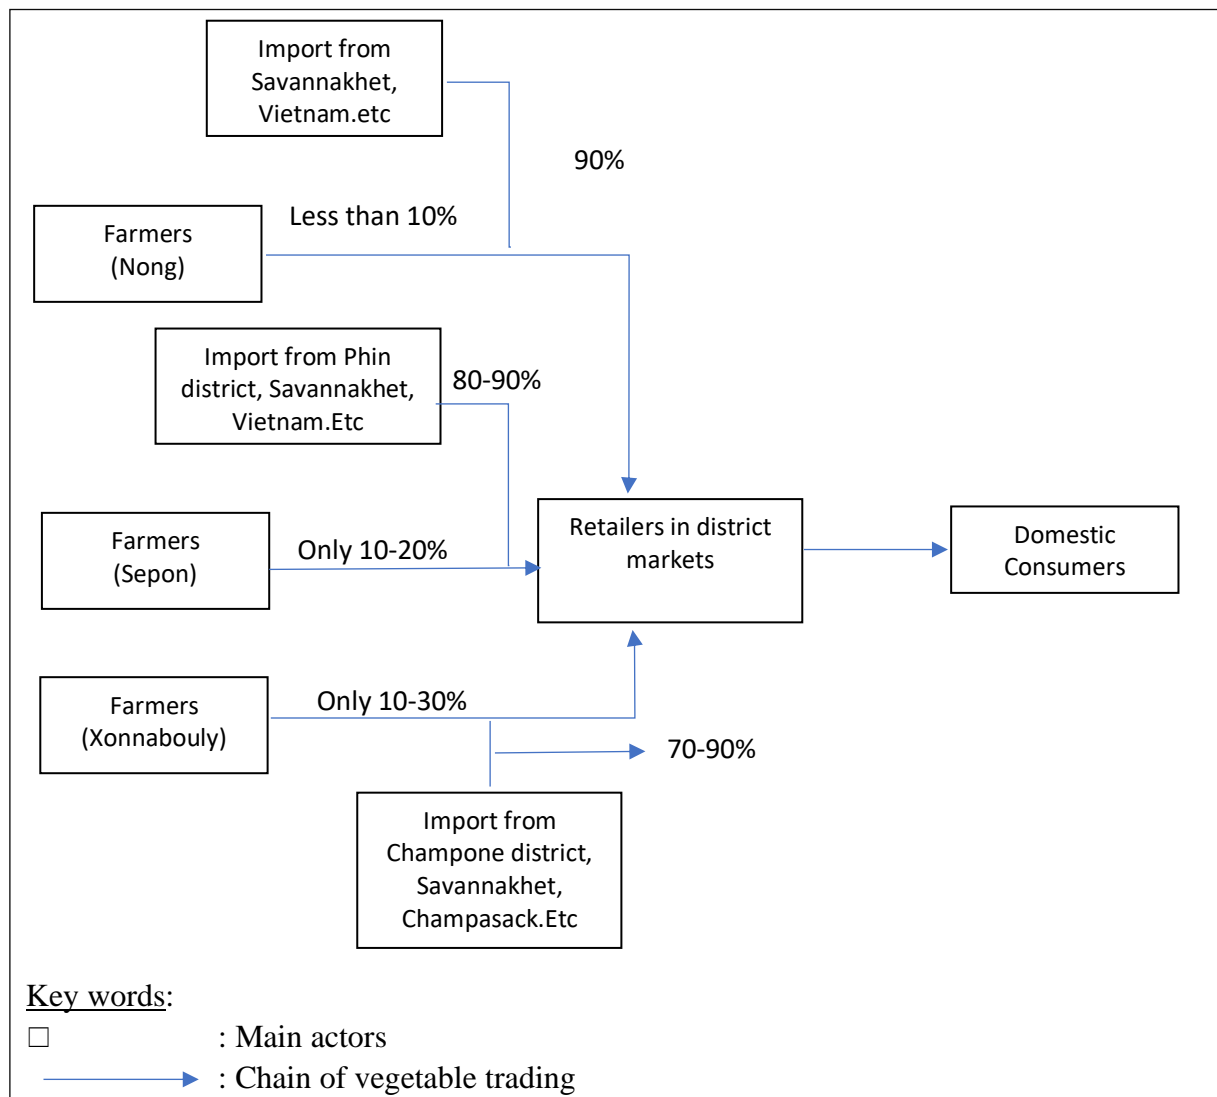 Import from
Savannakhet,
Vietnam.etc
90%
Less than 10%
Farmers
(Nong)
Import from Phin
district, Savannakhet,
Vietnam.Etc
80-90%
Farmers
(Sepon)
Only 10-20%
Retailers in district
markets
Domestic
Consumers
Farmers
(Xonnabouly)
Only 10-30%
70-90%
Import from
Champone district,
Savannakhet,
Champasack.Etc
Key words:
: Main actors
: Chain of vegetable trading